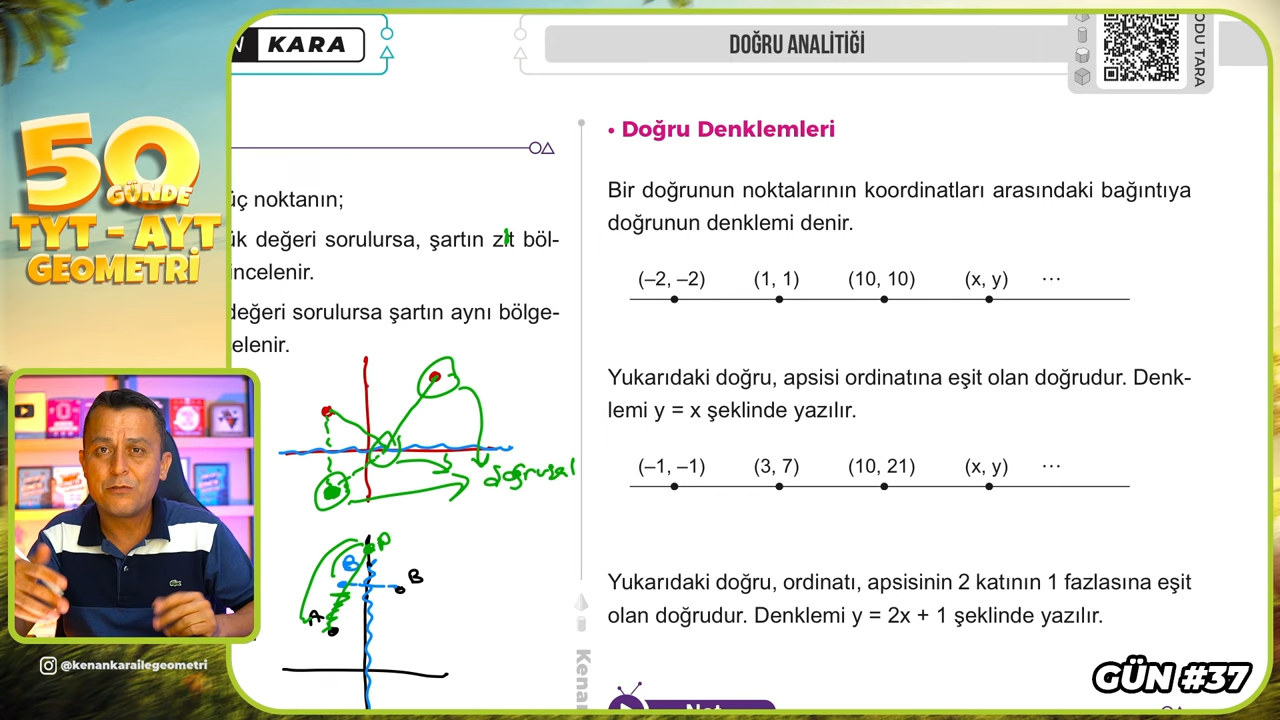 KARA
DOĞRU ANALİTİĞİ
ODU TARA
50
GÜNDE
TYT - AYT
GEOMETRİ
üç noktanın;
ük değeri sorulursa, şartın zıt böl-
incelenir.
değeri sorulursa şartın aynı bölge-
elenir.
doğrusal
P
B
B
A
• Doğru Denklemleri
Bir doğrunun noktalarının koordinatları arasındaki bağıntıya
doğrunun denklemi denir.
(–2, –2) (1, 1) (10, 10) (x, y) ...
Yukarıdaki doğru, apsisi ordinatına eşit olan doğrudur. Denk-
lemi y = x şeklinde yazılır.
(–1, –1) (3, 7) (10, 21) (x, y) ...
Yukarıdaki doğru, ordinatı, apsisinin 2 katının 1 fazlasına eşit
olan doğrudur. Denklemi y = 2x + 1 şeklinde yazılır.
Kenan
Not
@kenankarailegeometri
GÜN #37